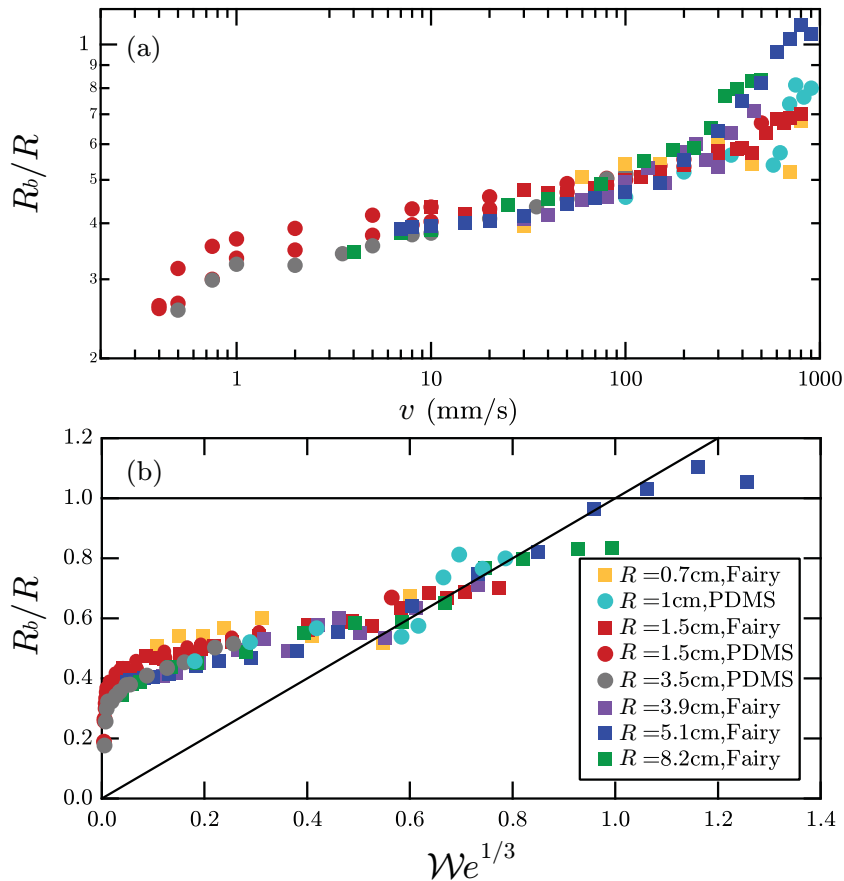 (a)
1
9
8
7
6
5
4
3
2
R_b/R
1
10
100
1000
v (mm/s)
(b)
1.2
1.0
0.8
0.6
0.4
0.2
0.0
R_b/R
R =0.7cm,Fairy
R =1cm,PDMS
R =1.5cm,Fairy
R =1.5cm,PDMS
R =3.5cm,PDMS
R =3.9cm,Fairy
R =5.1cm,Fairy
R =8.2cm,Fairy
0.0 0.2 0.4 0.6 0.8 1.0 1.2 1.4
𝒲e^{1/3}